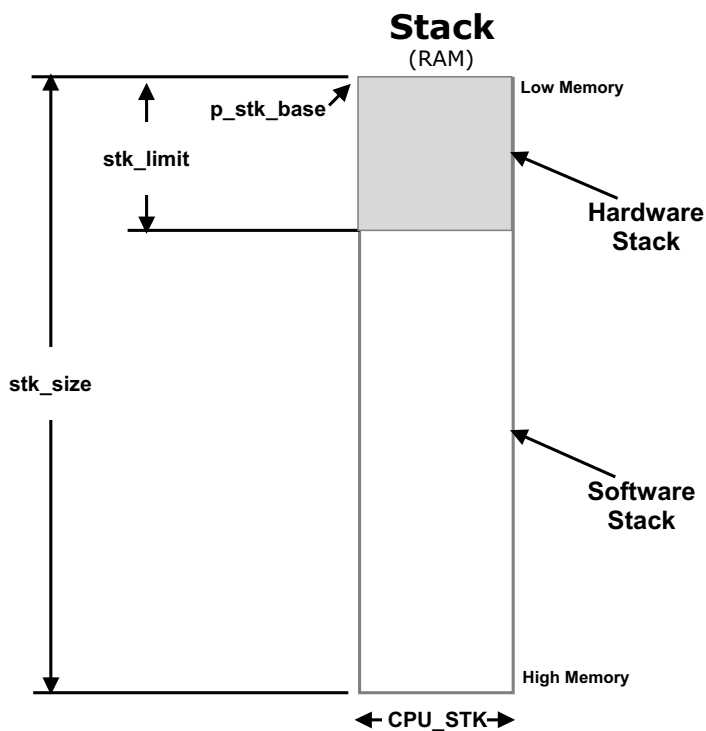 Stack
(RAM)
Low Memory
p_stk_base
stk_limit
Hardware
Stack
stk_size
Software
Stack
High Memory
CPU_STK